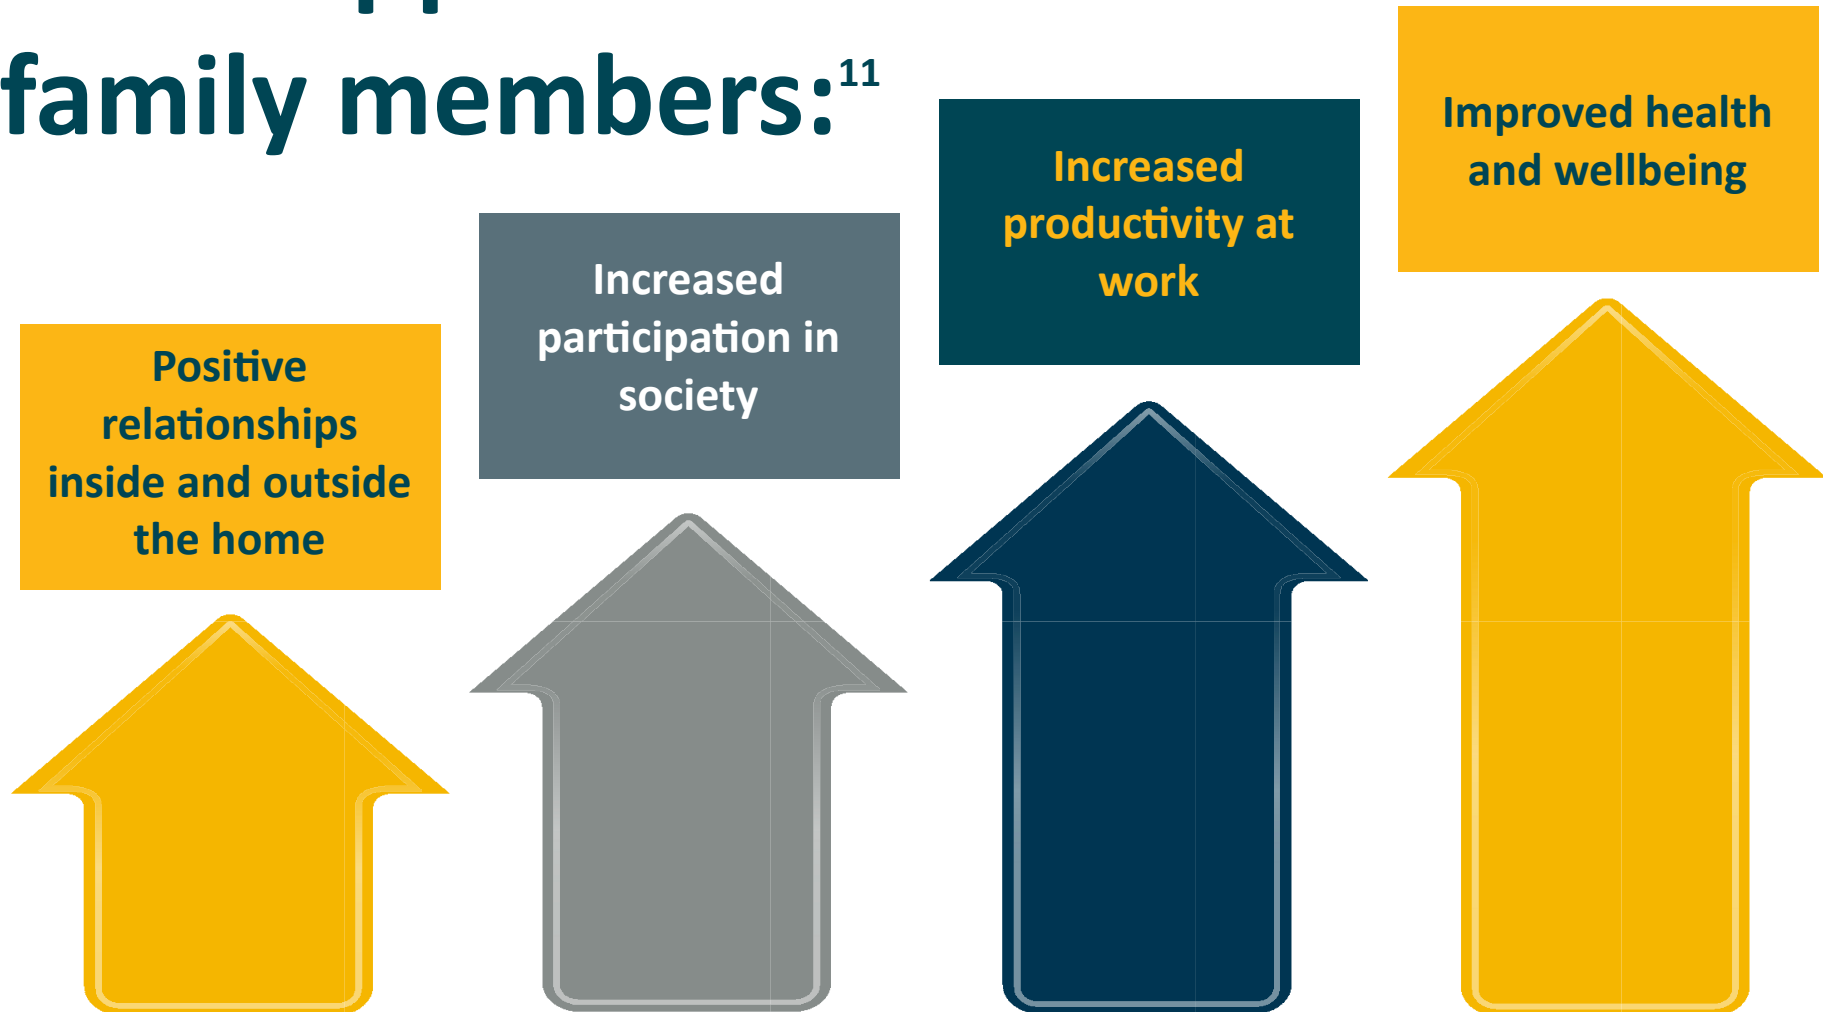 family members:11
Improved health
and wellbeing
Increased
productivity at
work
Increased
participation in
society
Positive
relationships
inside and outside
the home